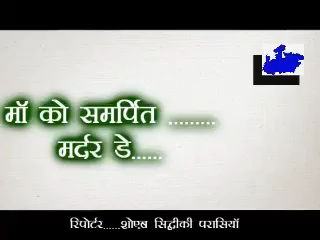 मॉ को समर्पित .........
मर्दर डे......
रिपोर्टर......शोएब सिद्वीकी परासियॉ